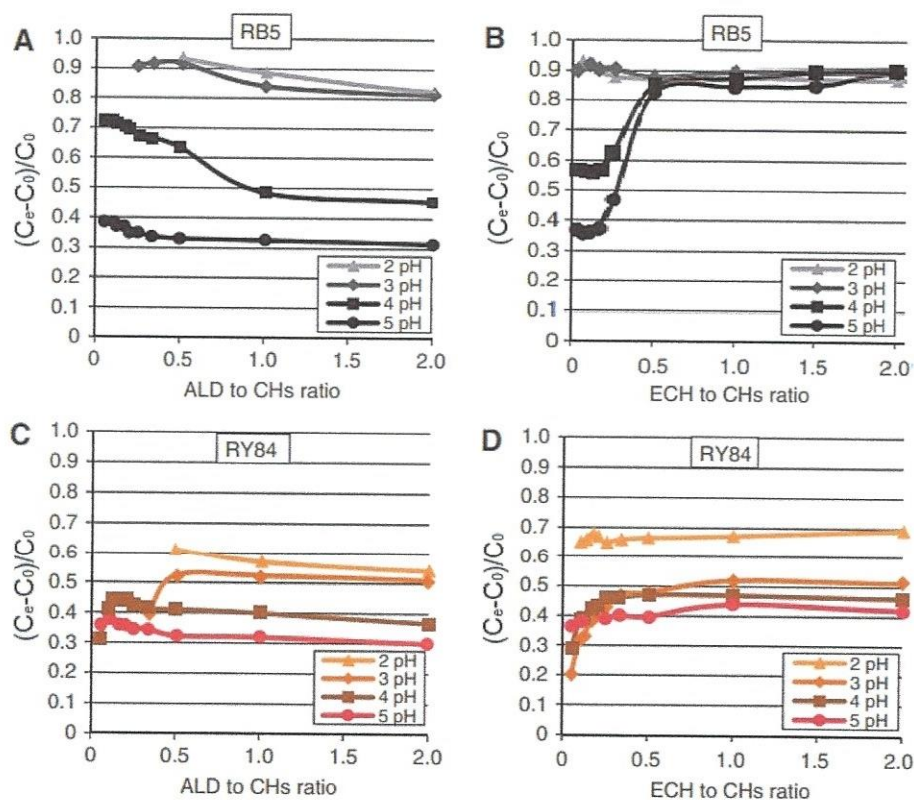 A
RB5
1.0
0.9
0.8
0.7
0.6
0.5
0.4
0.3
0.2
0.1
0
(Ce-C0)/C0
2 pH
3 pH
4 pH
5 pH
0 0.5 1.0 1.5 2.0
ALD to CHs ratio
B
RB5
1.0
0.9
0.8
0.7
0.6
0.5
0.4
0.3
0.2
0.1
0
(Ce-C0)/C0
2 pH
3 pH
4 pH
5 pH
0 0.5 1.0 1.5 2.0
ECH to CHs ratio
C
RY84
1.0
0.9
0.8
0.7
0.6
0.5
0.4
0.3
0.2
0.1
0
(Ce-C0)/C0
2 pH
3 pH
4 pH
5 pH
0 0.5 1.0 1.5 2.0
ALD to CHs ratio
D
RY84
1.0
0.9
0.8
0.7
0.6
0.5
0.4
0.3
0.2
0.1
0
(Ce-C0)/C0
2 pH
3 pH
4 pH
5 pH
0 0.5 1.0 1.5 2.0
ECH to CHs ratio